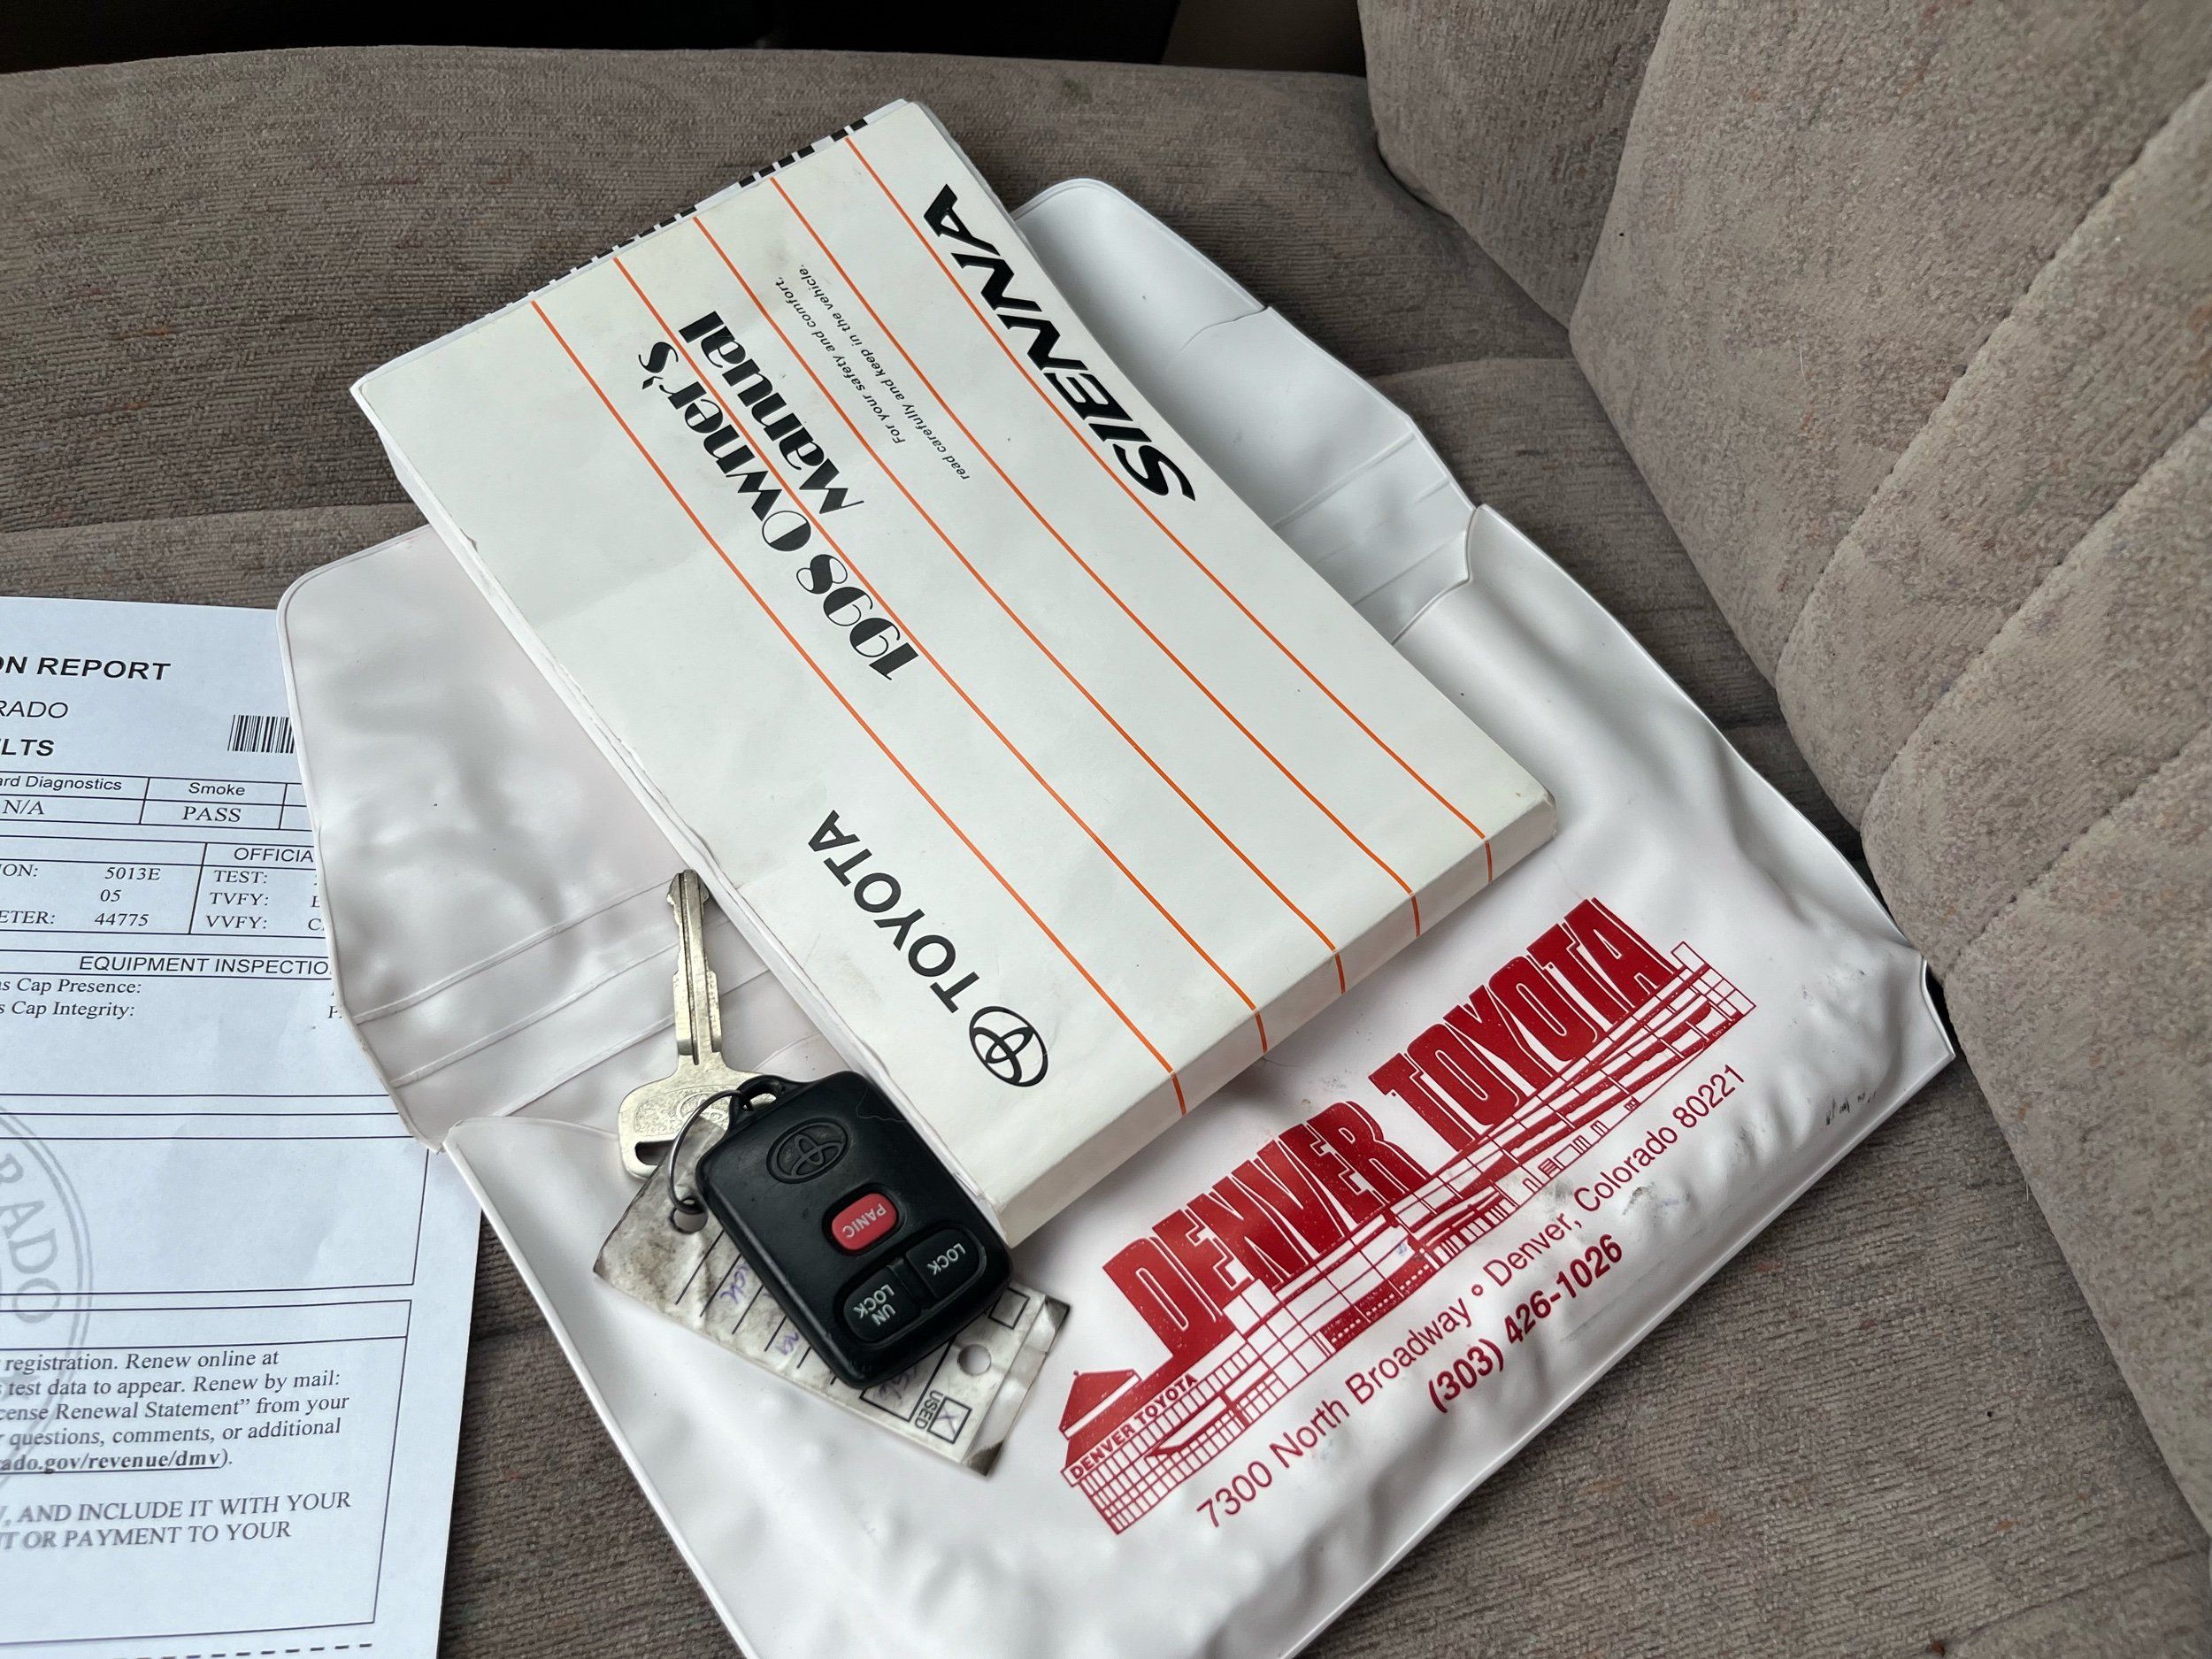 SIENNA
For your safety and comfort,
read carefully and keep in the vehicle.
1998 Owner's
Manual
TOYOTA
DENVER TOYOTA
DENVER TOYOTA
7300 North Broadway • Denver, Colorado 80221
(303) 426-1026
PANIC
LOCK
UN
LOCK
USED
ON REPORT
RADO
LTS
ard Diagnostics Smoke
N/A PASS
OFFICIA
ION: 5013E TEST:
05 TVFY:
ETER: 44775 VVFY: C
EQUIPMENT INSPECTIO
s Cap Presence:
s Cap Integrity: P
RADO
registration. Renew online at
test data to appear. Renew by mail:
cense Renewal Statement” from your
questions, comments, or additional
ado.gov/revenue/dmv).
, AND INCLUDE IT WITH YOUR
T OR PAYMENT TO YOUR